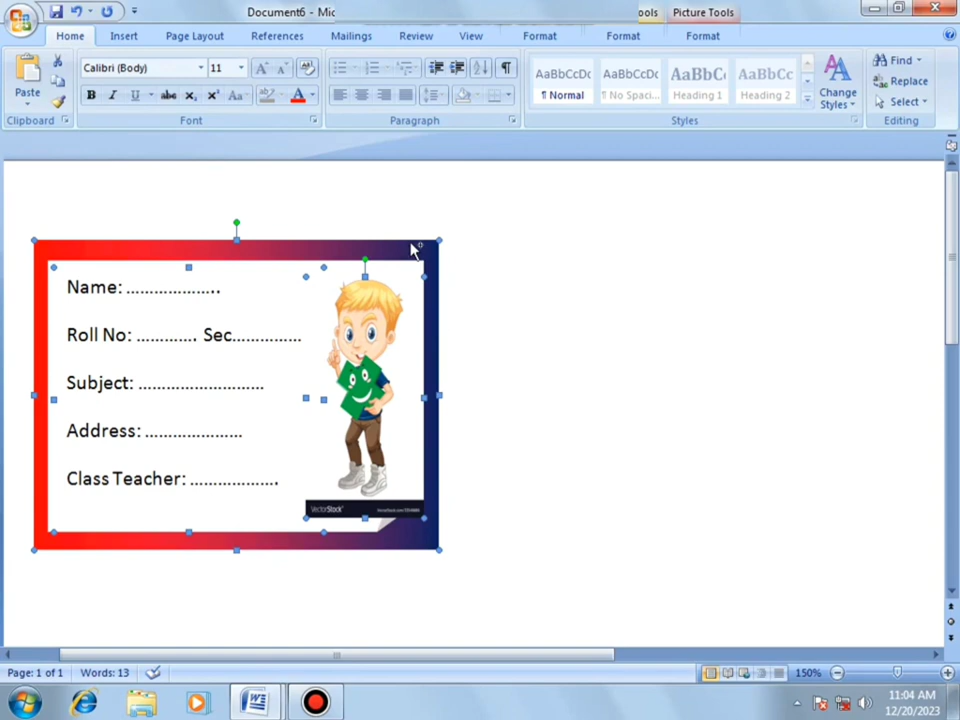 Document6 - Mic
ools
Picture Tools
Home
Insert
Page Layout
References
Mailings
Review
View
Format
Format
Format
Paste
Clipboard
Calibri (Body)
11
Font
Paragraph
AaBbCcDc
¶ Normal
AaBbCcDc
¶ No Spaci...
AaBbC
Heading 1
AaBbCc
Heading 2
Change
Styles
Styles
Find
Replace
Select
Editing
Name: ………………..
Roll No: …………. Sec……………
Subject: ………………………
Address: …………………
Class Teacher: ……………….
VectorStock
Page: 1 of 1
Words: 13
150%
11:04 AM
12/20/2023